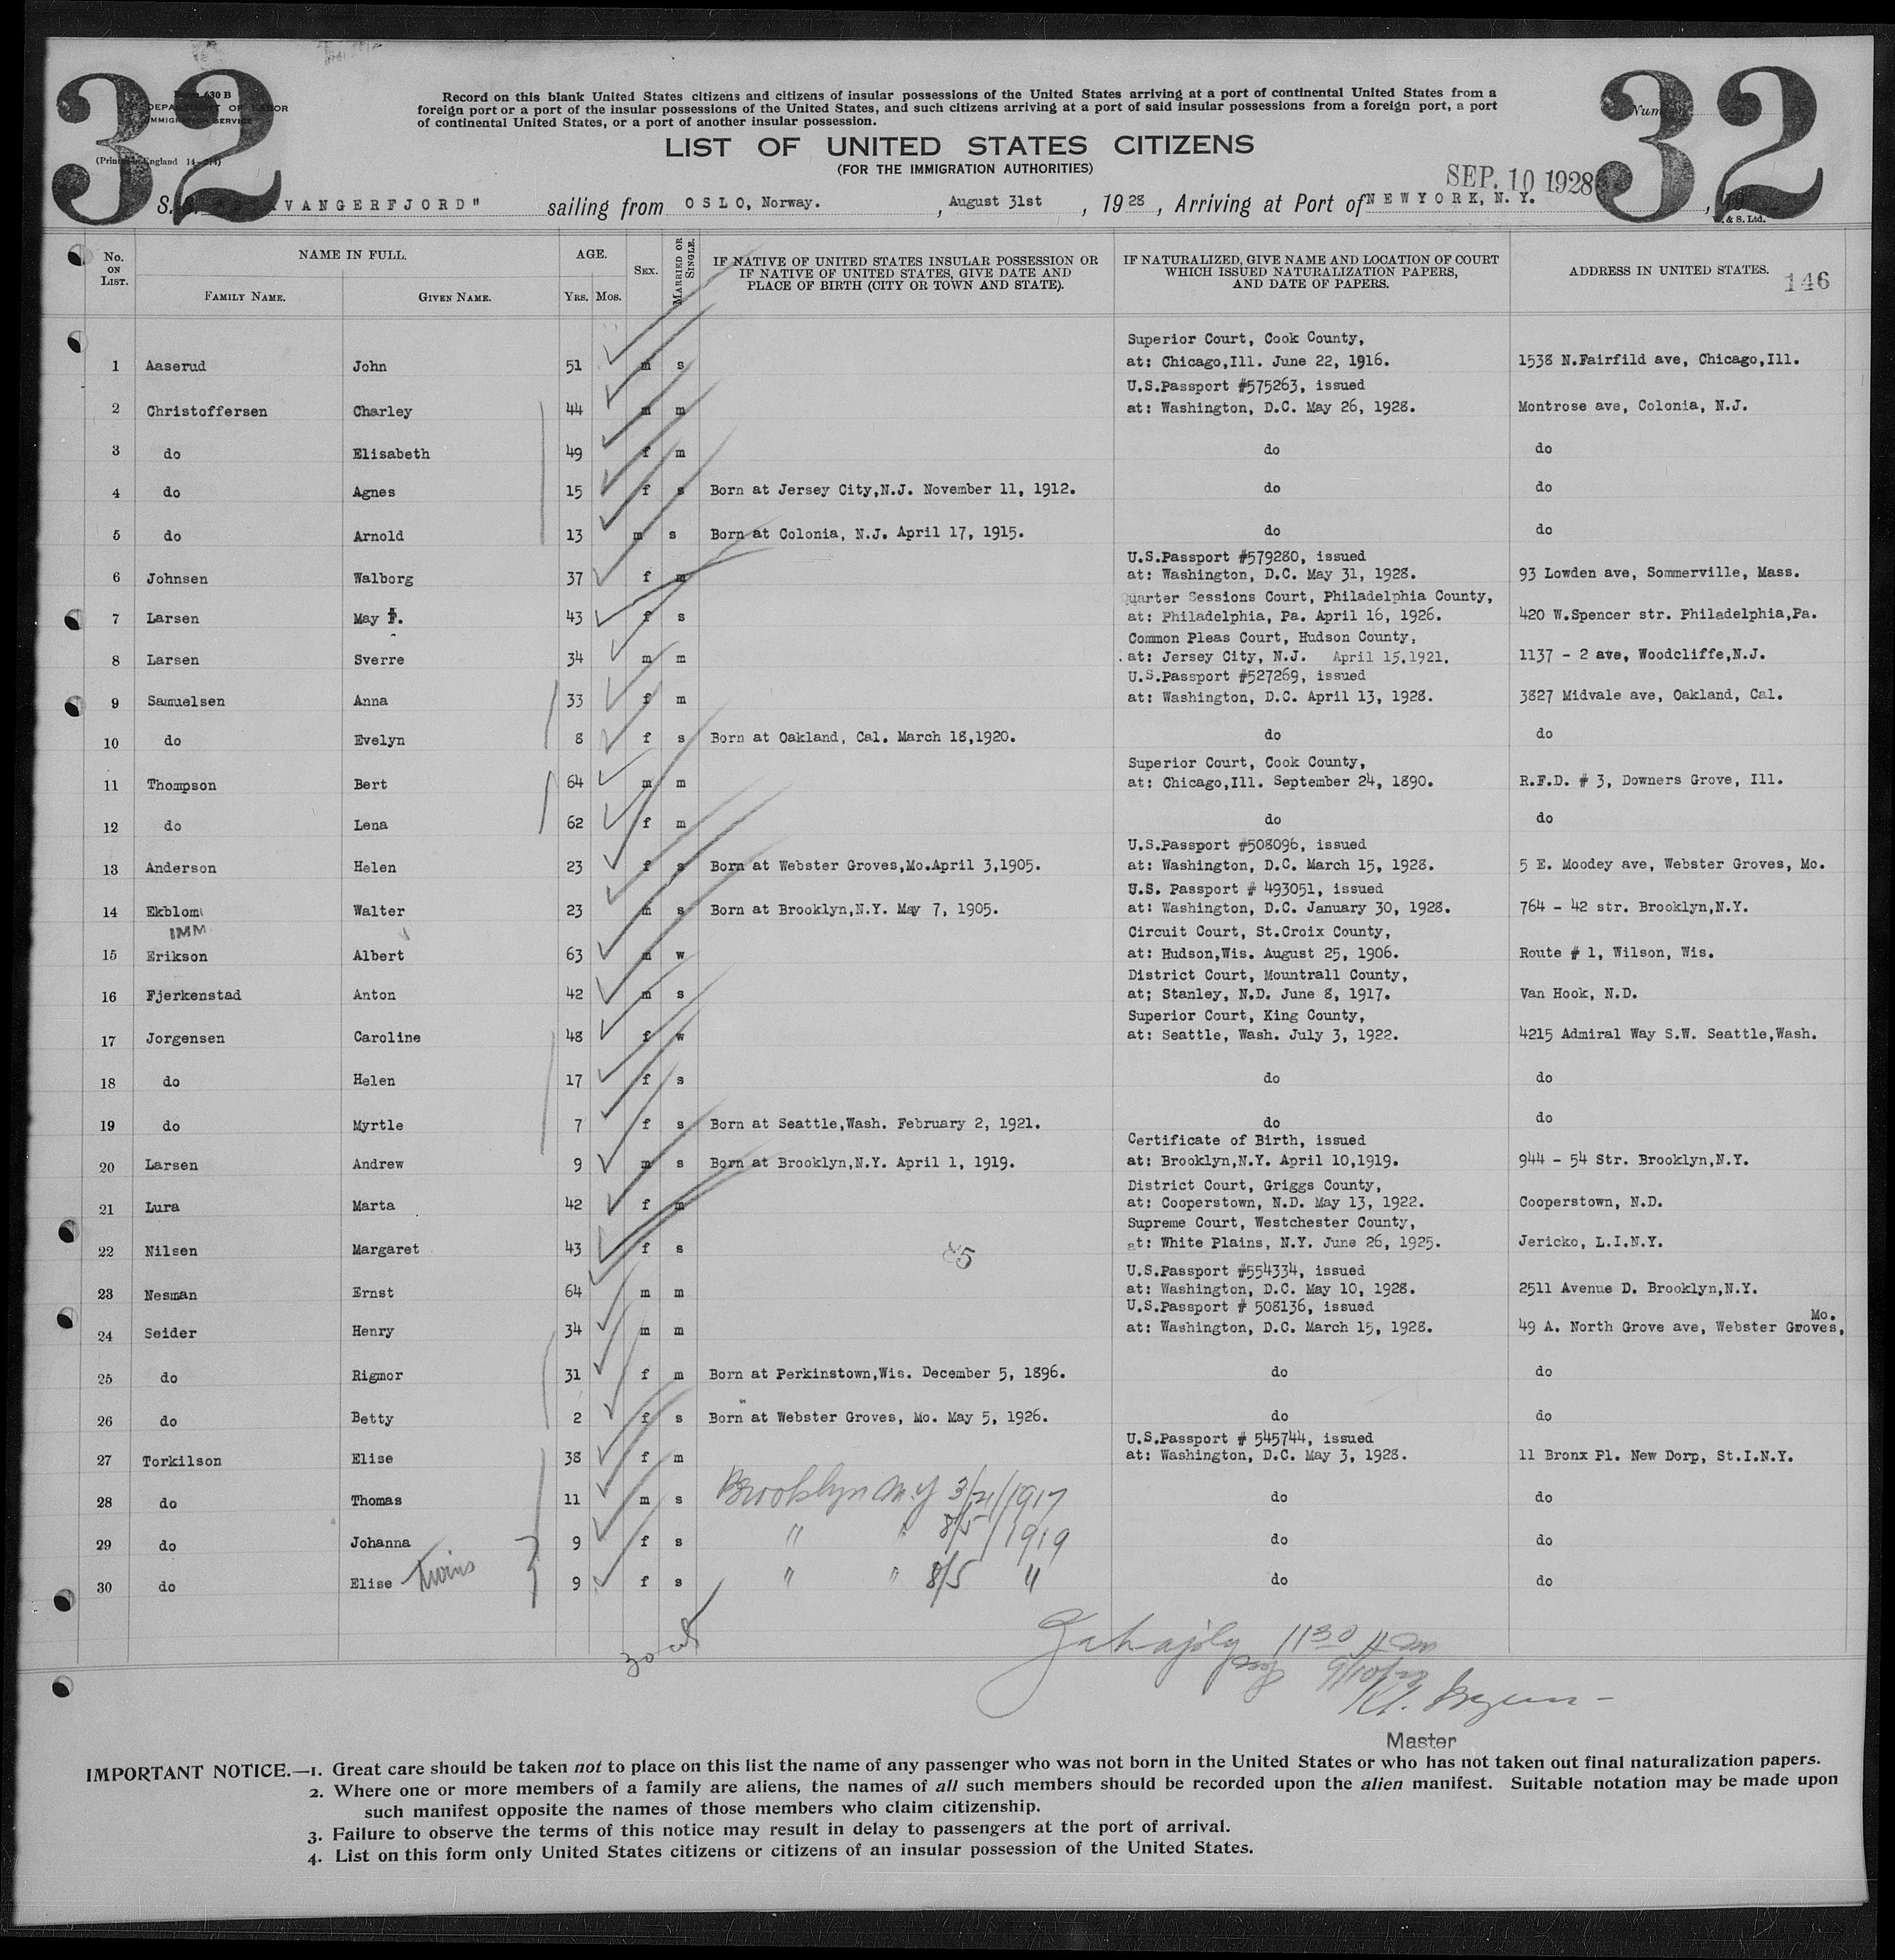 32
32
Form 630 B
DEPARTMENT OF LABOR
IMMIGRATION SERVICE
(Printed in England
Record on this blank United States citizens and citizens of insular possessions of the United States arriving at a port of continental United States from a
foreign port or a port of the insular possessions of the United States, and such citizens arriving at a port of said insular possessions from a foreign port, a port
of continental United States, or a port of another insular possession.
LIST OF UNITED STATES CITIZENS
(FOR THE IMMIGRATION AUTHORITIES)
SEP. 10 1928
S. VANGERFJORD" sailing from OSLO, Norway. , August 31st , 19 28 , Arriving at Port of NEWYORK, N.Y. , 19
W. & S. Ltd.
No. ON LIST. NAME IN FULL. AGE. SEX. MARRIED OR SINGLE. IF NATIVE OF UNITED STATES INSULAR POSSESSION OR IF NATIVE OF UNITED STATES, GIVE DATE AND PLACE OF BIRTH (CITY OR TOWN AND STATE). IF NATURALIZED, GIVE NAME AND LOCATION OF COURT WHICH ISSUED NATURALIZATION PAPERS, AND DATE OF PAPERS. ADDRESS IN UNITED STATES. 146
FAMILY NAME. GIVEN NAME. YRS. MOS.
Superior Court, Cook County,
1 Aaserud John 51 m s at: Chicago,Ill. June 22, 1916. 1538 N.Fairfild ave, Chicago,Ill.
U.S.Passport #575263, issued
2 Christoffersen Charley 44 m m at: Washington, D.C. May 26, 1928. Montrose ave, Colonia, N.J.
3 do Elisabeth 49 f m do do
4 do Agnes 15 f s Born at Jersey City,N.J. November 11, 1912. do do
5 do Arnold 13 m s Born at Colonia, N.J. April 17, 1915. do do
U.S.Passport #579280, issued
6 Johnsen Walborg 37 f m at: Washington, D.C. May 31, 1928. 93 Lowden ave, Sommerville, Mass.
Quarter Sessions Court, Philadelphia County,
7 Larsen May F. 43 f s at: Philadelphia, Pa. April 16, 1926. 420 W.Spencer str. Philadelphia,Pa.
Common Pleas Court, Hudson County,
8 Larsen Sverre 34 m m at: Jersey City, N.J. April 15,1921. 1137 - 2 ave, Woodcliffe,N.J.
U.S.Passport #527269, issued
9 Samuelsen Anna 33 f m at: Washington, D.C. April 13, 1928. 3827 Midvale ave, Oakland, Cal.
10 do Evelyn 8 f s Born at Oakland, Cal. March 18,1920. do do
Superior Court, Cook County,
11 Thompson Bert 64 m m at: Chicago,Ill. September 24, 1890. R.F.D. # 3, Downers Grove, Ill.
12 do Lena 62 f m do do
U.S.Passport #508096, issued
13 Anderson Helen 23 f s Born at Webster Groves,Mo.April 3,1905. at: Washington, D.C. March 15, 1928. 5 E. Moodey ave, Webster Groves, Mo.
U.S. Passport # 493051, issued
14 Ekblom Walter 23 m s Born at Brooklyn,N.Y. May 7, 1905. at: Washington, D.C. January 30, 1928. 764 - 42 str. Brooklyn,N.Y.
IMM Circuit Court, St.Croix County,
15 Erikson Albert 63 m w at: Hudson,Wis. August 25, 1906. Route # 1, Wilson, Wis.
District Court, Mountrall County,
16 Fjerkenstad Anton 42 m s at; Stanley, N.D. June 8, 1917. Van Hook, N.D.
Superior Court, King County,
17 Jorgensen Caroline 48 f w at: Seattle, Wash. July 3, 1922. 4215 Admiral Way S.W. Seattle,Wash.
18 do Helen 17 f s do do
19 do Myrtle 7 f s Born at Seattle,Wash. February 2, 1921. do do
Certificate of Birth, issued
20 Larsen Andrew 9 m s Born at Brooklyn,N.Y. April 1, 1919. at: Brooklyn,N.Y. April 10,1919. 944 - 54 Str. Brooklyn,N.Y.
District Court, Griggs County,
21 Lura Marta 42 f m at: Cooperstown, N.D. May 13, 1922. Cooperstown, N.D.
Supreme Court, Westchester County,
22 Nilsen Margaret 43 f s 85 at: White Plains, N.Y. June 26, 1925. Jericko, L.I.N.Y.
U.S.Passport #554334, issued
23 Nesman Ernst 64 m m at: Washington, D.C. May 10, 1928. 2511 Avenue D. Brooklyn,N.Y.
U.S.Passport # 508136, issued Mo.
24 Seider Henry 34 m m at: Washington, D.C. March 15, 1928. 49 A. North Grove ave, Webster Groves,
25 do Rigmor 31 f m Born at Perkinstown,Wis. December 5, 1896. do do
26 do Betty 2 f s Born at Webster Groves, Mo. May 5, 1926. do do
U.S.Passport # 545744, issued
27 Torkilson Elise 38 f m at: Washington, D.C. May 3, 1928. 11 Bronx Pl. New Dorp, St.I.N.Y.
28 do Thomas 11 m s Brooklyn N.Y 3/21/1917 do do
29 do Johanna 9 f s " " 8/5/1919 do do
30 do Elise twins 9 f s " " 8/5 " do do
30 11 30
Master
IMPORTANT NOTICE.—1. Great care should be taken not to place on this list the name of any passenger who was not born in the United States or who has not taken out final naturalization papers.
2. Where one or more members of a family are aliens, the names of all such members should be recorded upon the alien manifest. Suitable notation may be made upon
such manifest opposite the names of those members who claim citizenship.
3. Failure to observe the terms of this notice may result in delay to passengers at the port of arrival.
4. List on this form only United States citizens or citizens of an insular possession of the United States.